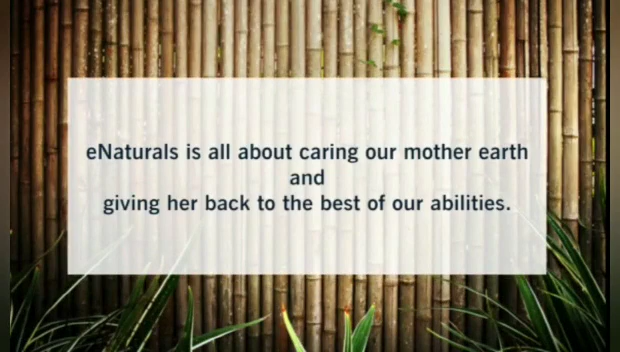 eNaturals is all about caring our mother earth
and
giving her back to the best of our abilities.